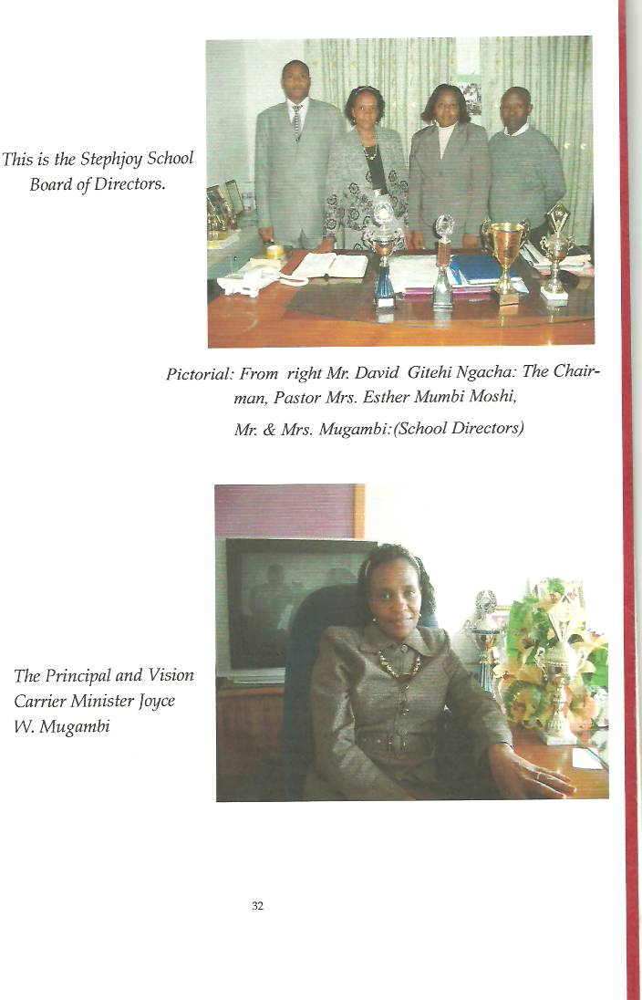 This is the Stephjoy School
Board of Directors.
Pictorial: From right Mr. David Gitehi Ngacha: The Chair-
man, Pastor Mrs. Esther Mumbi Moshi,
Mr. & Mrs. Mugambi:(School Directors)
The Principal and Vision
Carrier Minister Joyce
W. Mugambi
32